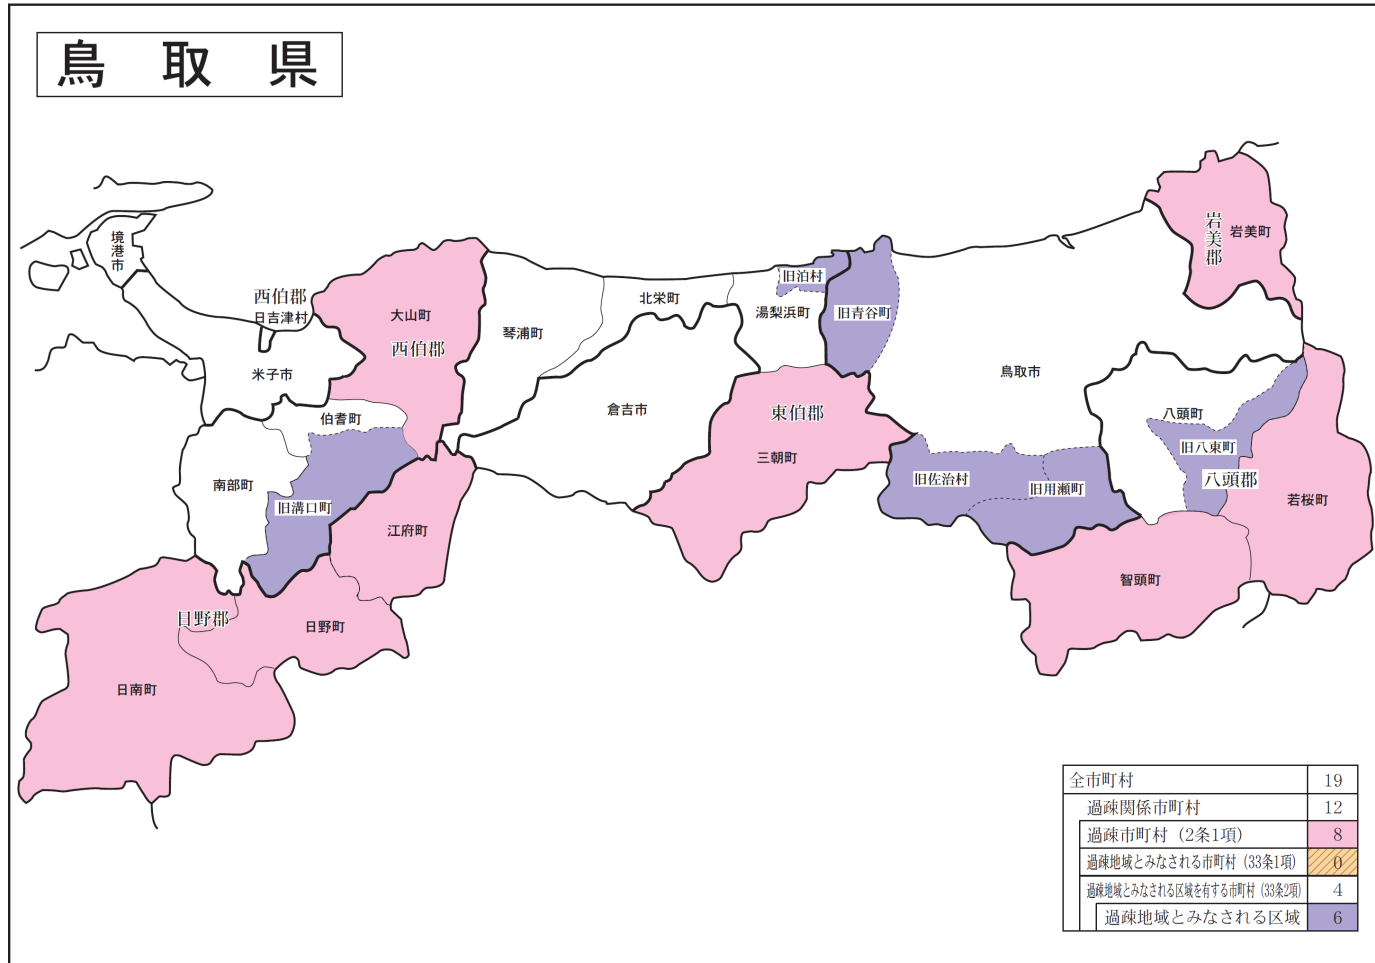 鳥取県
境港市
西伯郡
日吉津村
米子市
大山町
西伯郡
伯耆町
南部町
旧溝口町
江府町
日野郡
日野町
日南町
琴浦町
北栄町
倉吉市
旧泊村
湯梨浜町
旧青谷町
東伯郡
三朝町
鳥取市
岩美郡
岩美町
旧佐治村
旧用瀬町
八頭町
旧八東町
八頭郡
若桜町
智頭町
全市町村 19
過疎関係市町村 12
過疎市町村（2条1項） 8
過疎地域とみなされる市町村（33条1項） 0
過疎地域とみなされる区域を有する市町村（33条2項） 4
過疎地域とみなされる区域 6